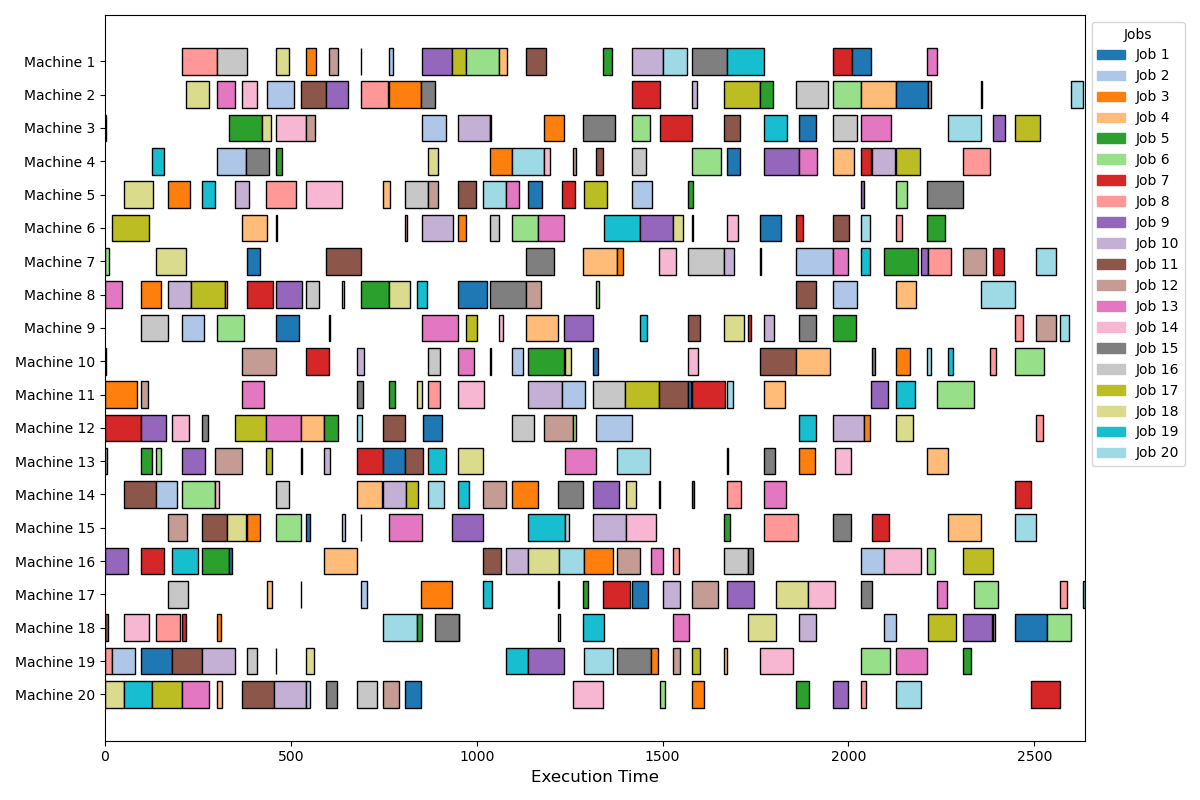 Machine 1
Machine 2
Machine 3
Machine 4
Machine 5
Machine 6
Machine 7
Machine 8
Machine 9
Machine 10
Machine 11
Machine 12
Machine 13
Machine 14
Machine 15
Machine 16
Machine 17
Machine 18
Machine 19
Machine 20
0 500 1000 1500 2000 2500
Execution Time
Jobs
Job 1
Job 2
Job 3
Job 4
Job 5
Job 6
Job 7
Job 8
Job 9
Job 10
Job 11
Job 12
Job 13
Job 14
Job 15
Job 16
Job 17
Job 18
Job 19
Job 20